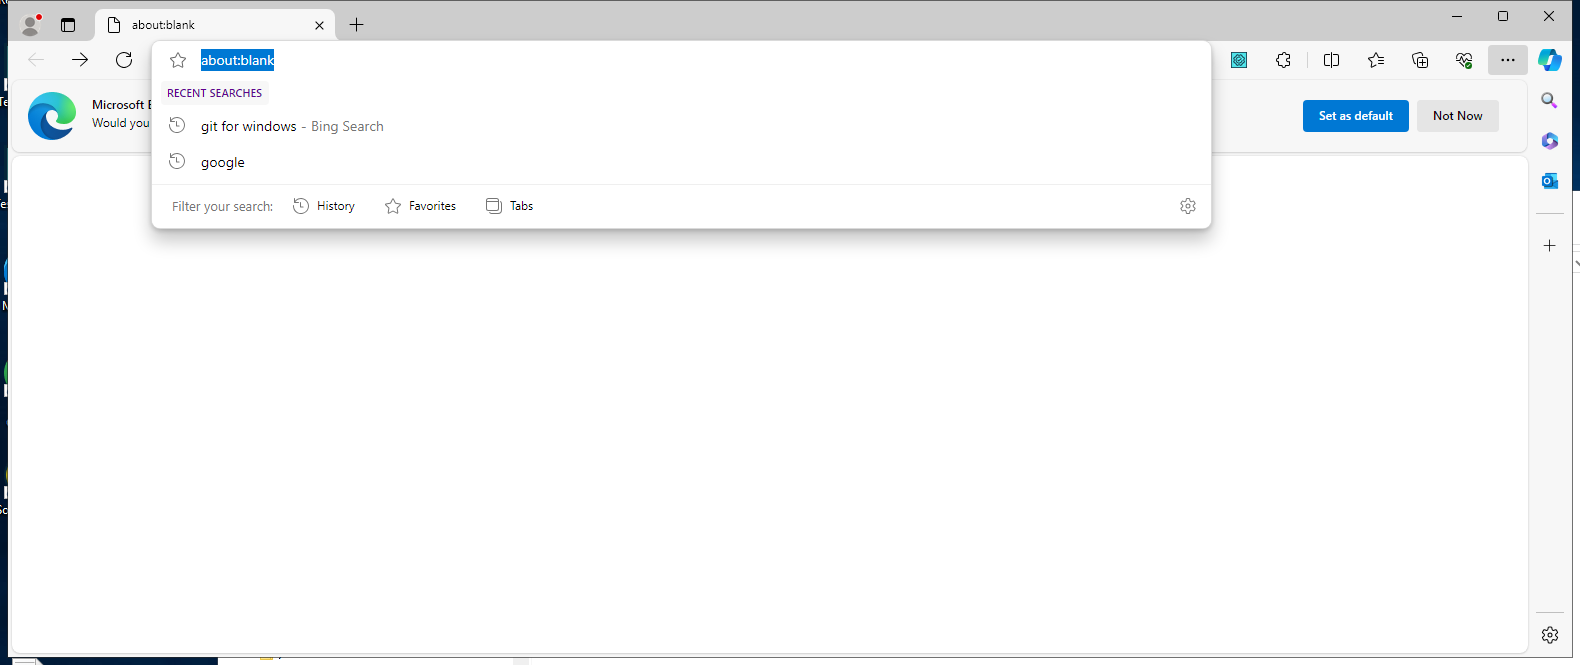 about:blank
about:blank
RECENT SEARCHES
Microsoft
Would you
Set as default
Not Now
git for windows - Bing Search
google
Filter your search:
History
Favorites
Tabs